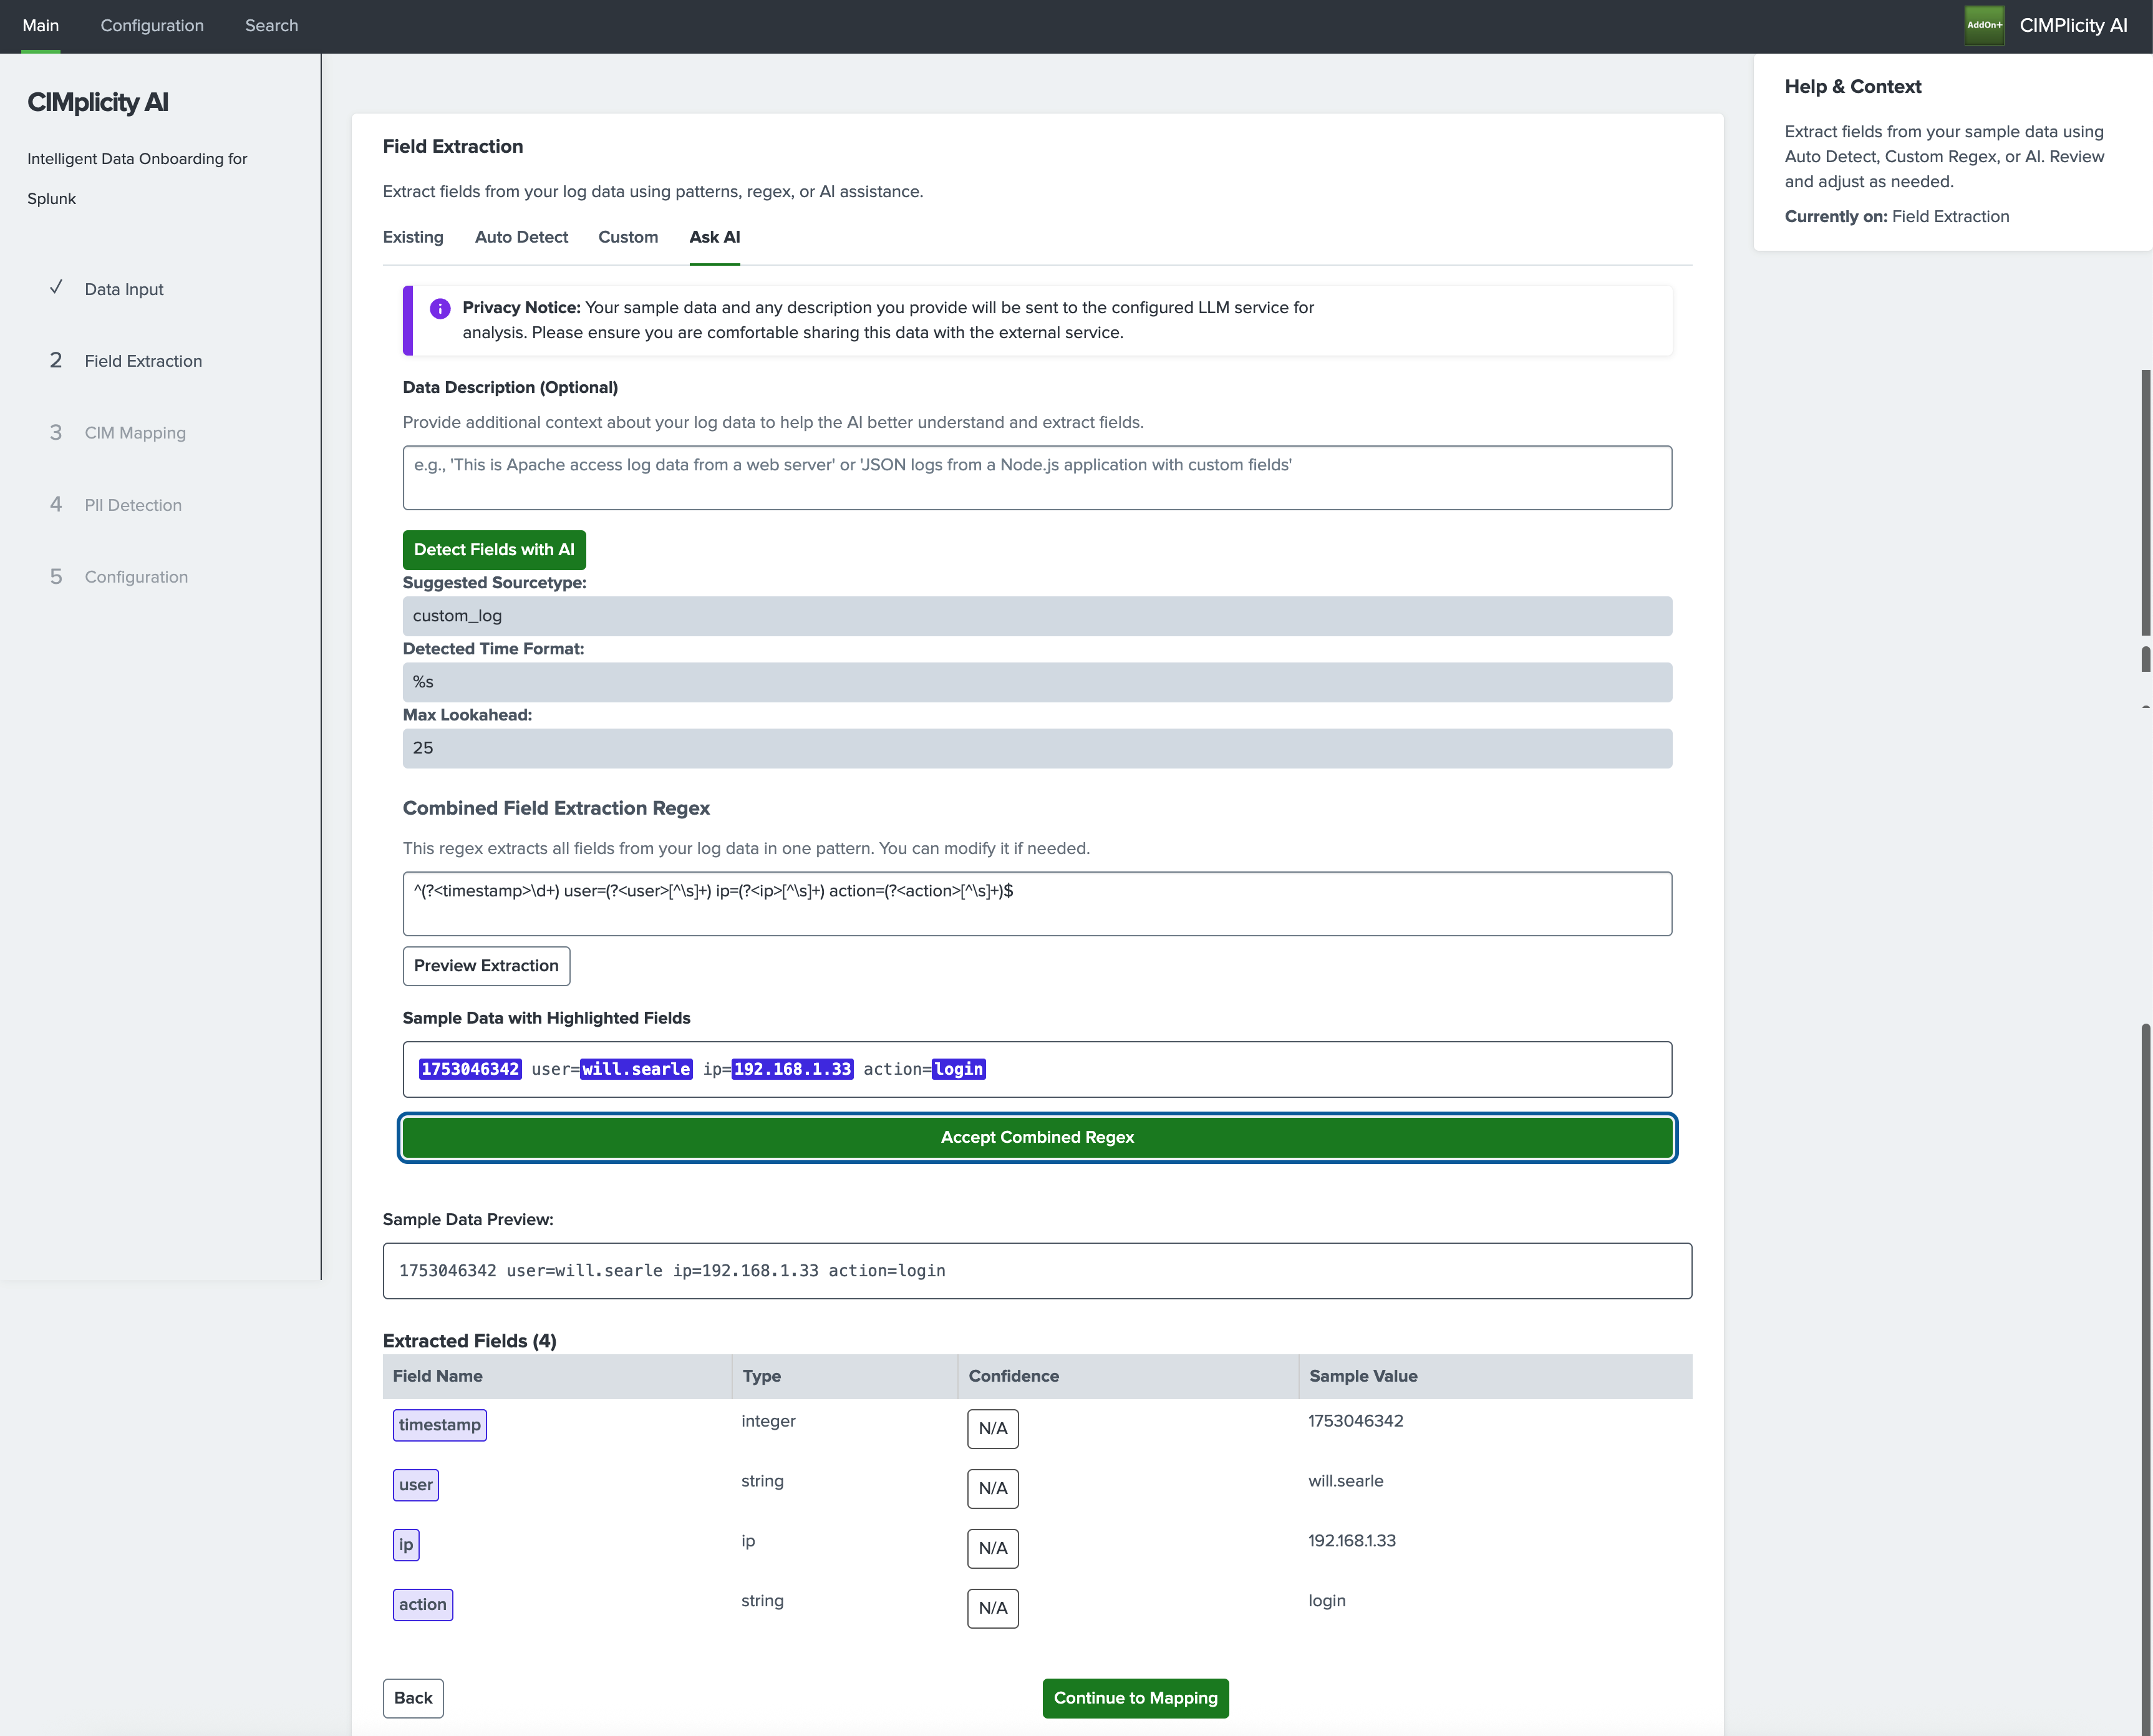 Main Configuration Search AddOn+ CIMPlicity AI
CIMplicity AI
Intelligent Data Onboarding for
Splunk
✓ Data Input
2 Field Extraction
3 CIM Mapping
4 PII Detection
5 Configuration
Field Extraction
Extract fields from your log data using patterns, regex, or AI assistance.
Existing Auto Detect Custom Ask AI
Privacy Notice: Your sample data and any description you provide will be sent to the configured LLM service for
analysis. Please ensure you are comfortable sharing this data with the external service.
Data Description (Optional)
Provide additional context about your log data to help the AI better understand and extract fields.
e.g., 'This is Apache access log data from a web server' or 'JSON logs from a Node.js application with custom fields'
Detect Fields with AI
Suggested Sourcetype:
custom_log
Detected Time Format:
%s
Max Lookahead:
25
Combined Field Extraction Regex
This regex extracts all fields from your log data in one pattern. You can modify it if needed.
^(?<timestamp>\d+) user=(?<user>[^\s]+) ip=(?<ip>[^\s]+) action=(?<action>[^\s]+)$
Preview Extraction
Sample Data with Highlighted Fields
1753046342 user=will.searle ip=192.168.1.33 action=login
Accept Combined Regex
Sample Data Preview:
1753046342 user=will.searle ip=192.168.1.33 action=login
Extracted Fields (4)
Field Name Type Confidence Sample Value
timestamp integer N/A 1753046342
user string N/A will.searle
ip ip N/A 192.168.1.33
action string N/A login
Back Continue to Mapping
Help & Context
Extract fields from your sample data using
Auto Detect, Custom Regex, or AI. Review
and adjust as needed.
Currently on: Field Extraction